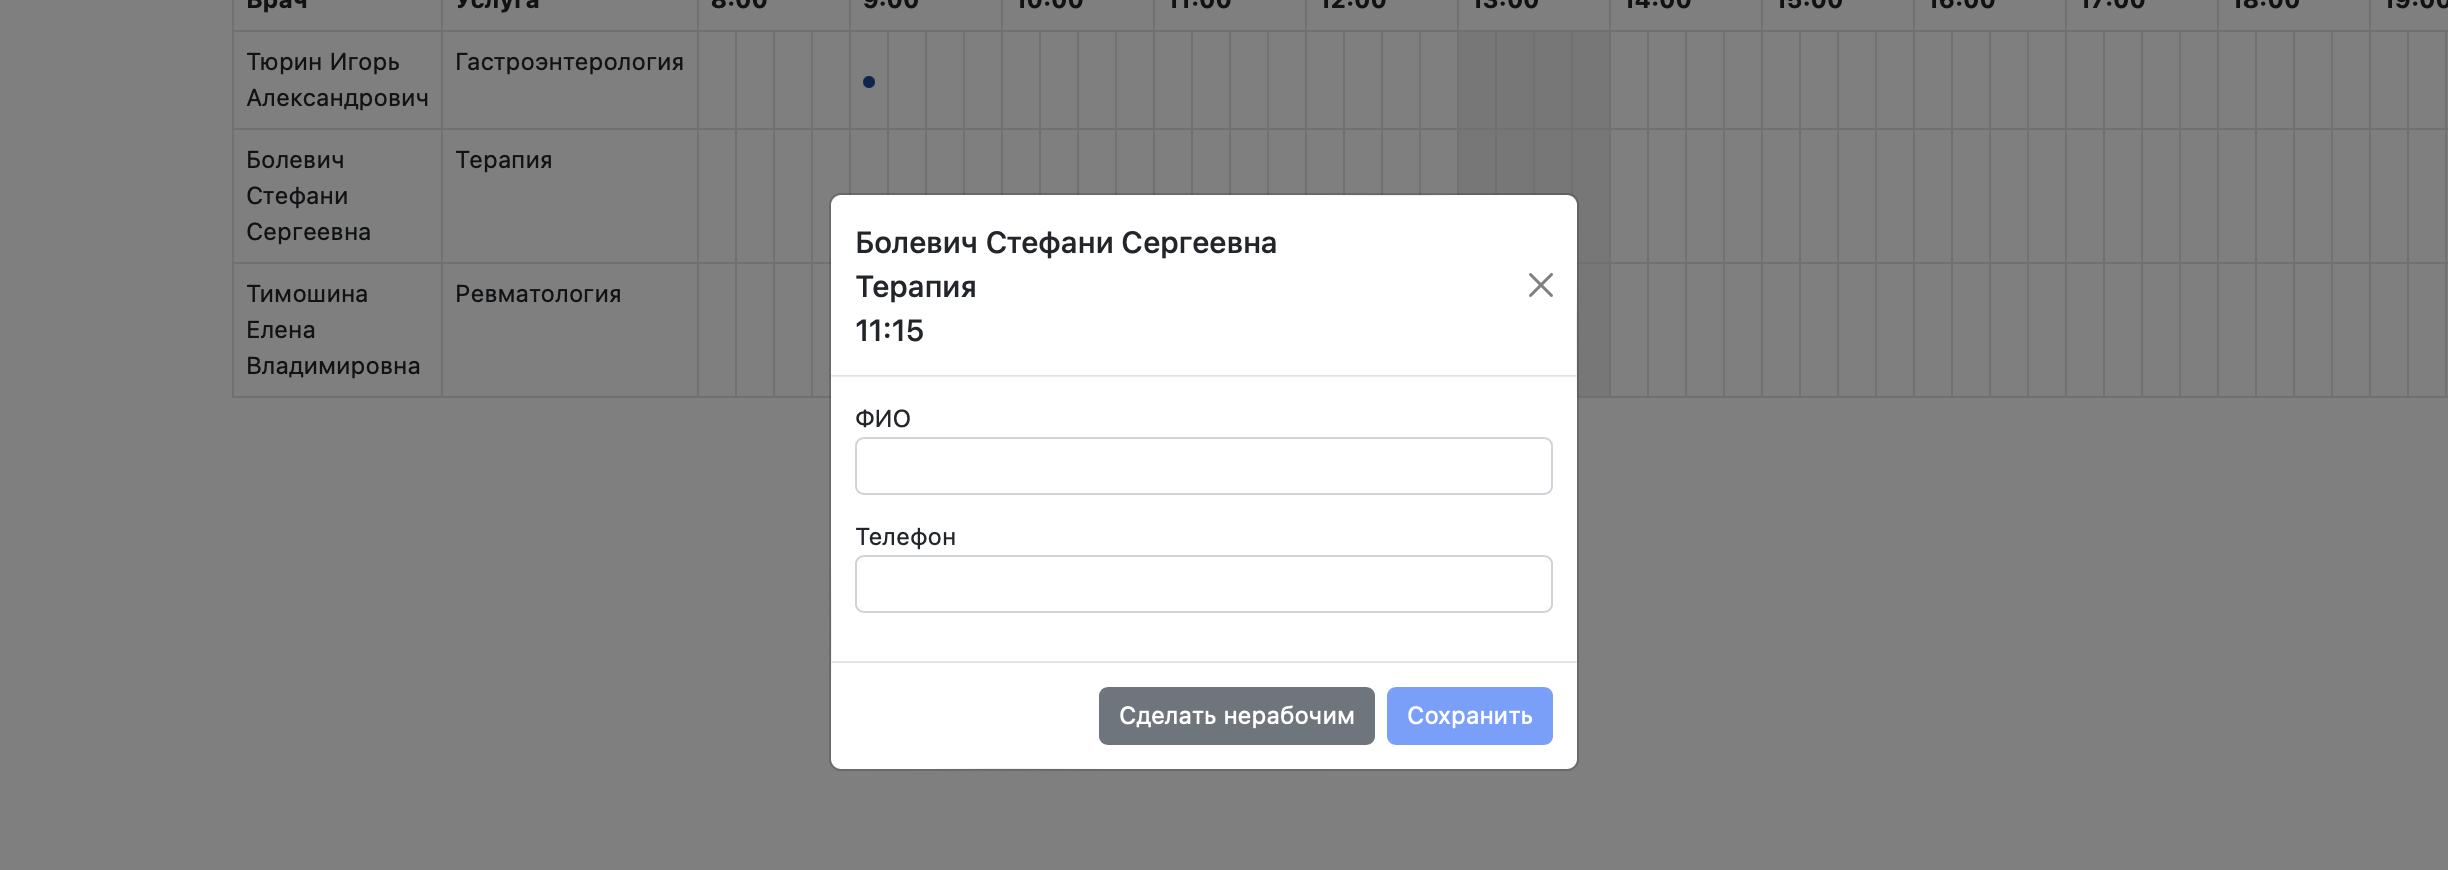 Врач Услуга 8:00 9:00 10:00 11:00 12:00 13:00 14:00 15:00 16:00 17:00 18:00 19:00
Тюрин Игорь Гастроэнтерология
Александрович
Болевич Терапия
Стефани
Сергеевна
Тимошина Ревматология
Елена
Владимировна
Болевич Стефани Сергеевна
Терапия
11:15
ФИО
Телефон
Сделать нерабочим Сохранить